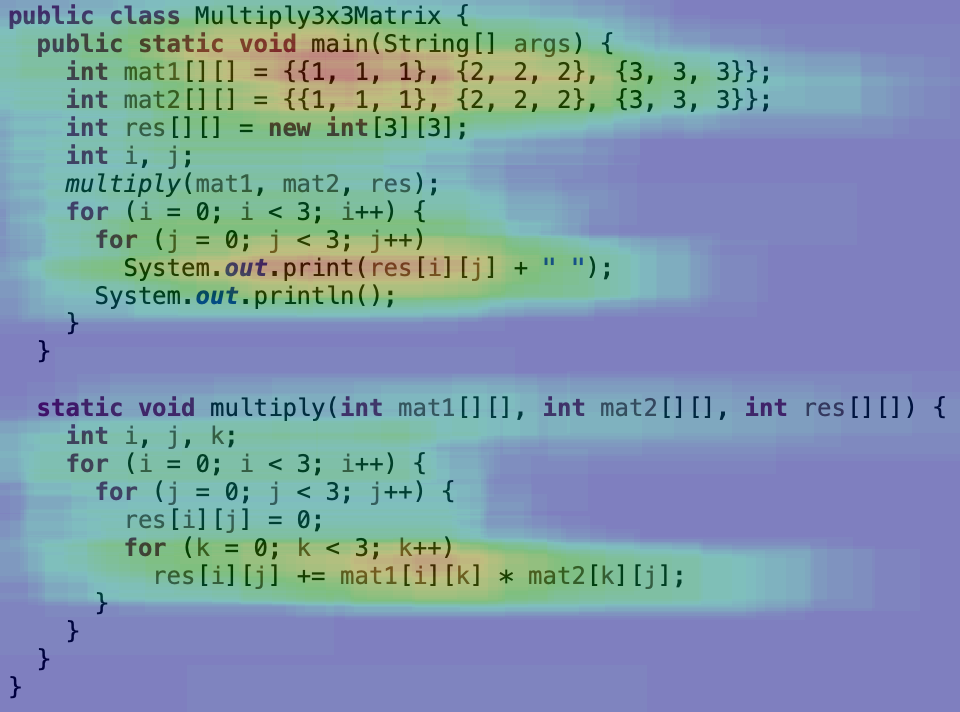 public class Multiply3x3Matrix {
  public static void main(String[] args) {
    int mat1[][] = {{1, 1, 1}, {2, 2, 2}, {3, 3, 3}};
    int mat2[][] = {{1, 1, 1}, {2, 2, 2}, {3, 3, 3}};
    int res[][] = new int[3][3];
    int i, j;
    multiply(mat1, mat2, res);
    for (i = 0; i < 3; i++) {
      for (j = 0; j < 3; j++)
        System.out.print(res[i][j] + " ");
      System.out.println();
    }
  }

  static void multiply(int mat1[][], int mat2[][], int res[][]) {
    int i, j, k;
    for (i = 0; i < 3; i++) {
      for (j = 0; j < 3; j++) {
        res[i][j] = 0;
        for (k = 0; k < 3; k++)
          res[i][j] += mat1[i][k] * mat2[k][j];
      }
    }
  }
}